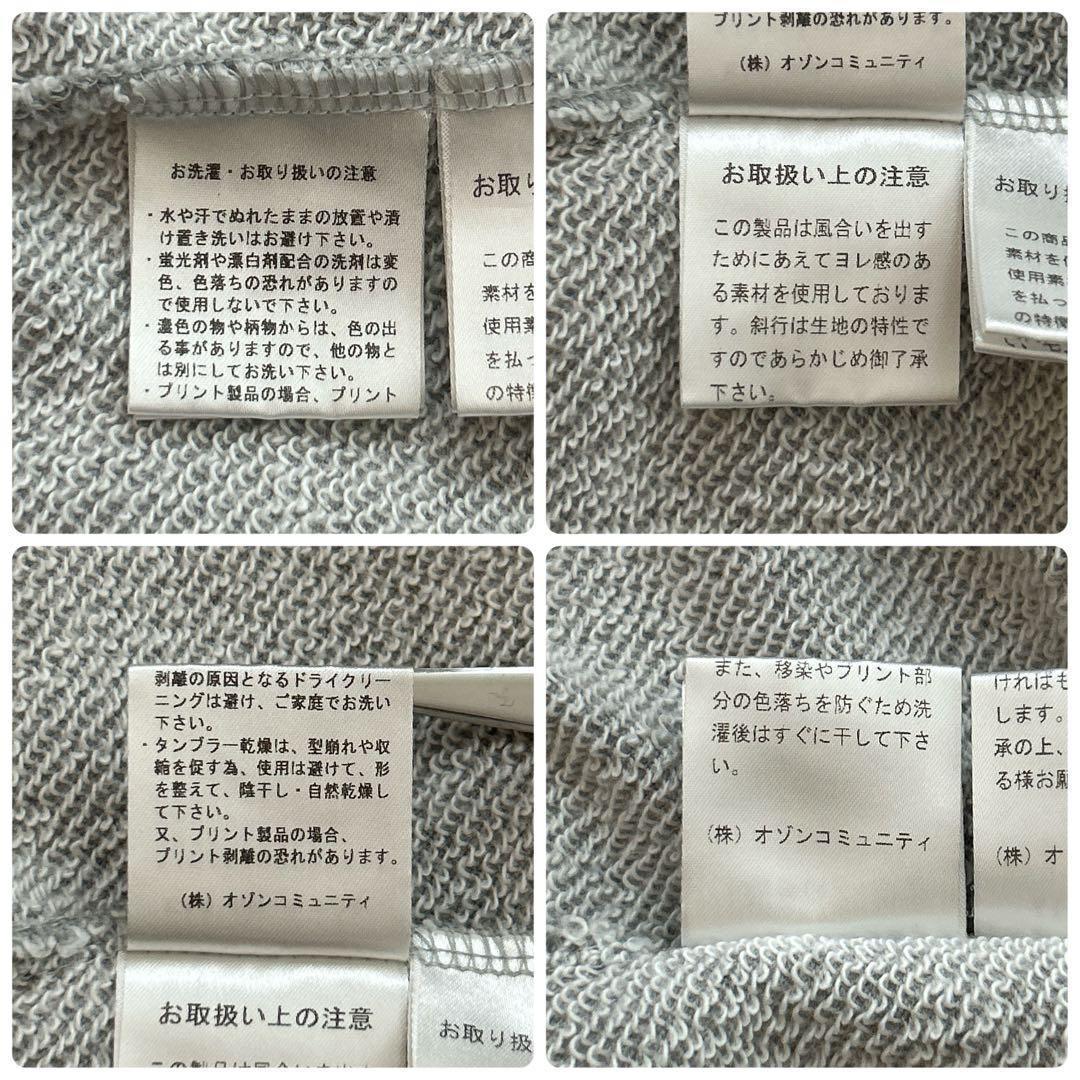 お洗濯・お取り扱いの注意
・水や汗でぬれたままの放置や漬
け置き洗いはお避け下さい。
・蛍光剤や漂白剤配合の洗剤は変
色、色落ちの恐れがありますの
で使用しないで下さい。
・濃色の物や柄物からは、色の出
る事がありますので、他の物と
は別にしてお洗い下さい。
・プリント製品の場合、プリント
お取り
この商
素材を
使用素
を払っ
の特徴
プリント剥離の恐れがあります。
（株）オゾンコミュニティ
お取扱い上の注意
この製品は風合いを出す
ためにあえてヨレ感のあ
る素材を使用しておりま
す。斜行は生地の特性で
すのであらかじめ御了承
下さい。
お取り扱
この商品
素材を使
使用素
を払っ
の特徴
剥離の原因となるドライクリー
ニングは避け、ご家庭でお洗い
下さい。
・タンブラー乾燥は、型崩れや収
縮を促す為、使用は避けて、形
を整えて、陰干し・自然乾燥し
て下さい。
又、プリント製品の場合、
プリント剥離の恐れがあります。
（株）オゾンコミュニティ
お取扱い上の注意
お取り扱
この製品は風合いを出す
また、移染やプリント部
分の色落ちを防ぐため洗
濯後はすぐに干して下さ
い。
（株）オゾンコミュニティ
ければも
します。
承の上、
る様お願
（株）オ